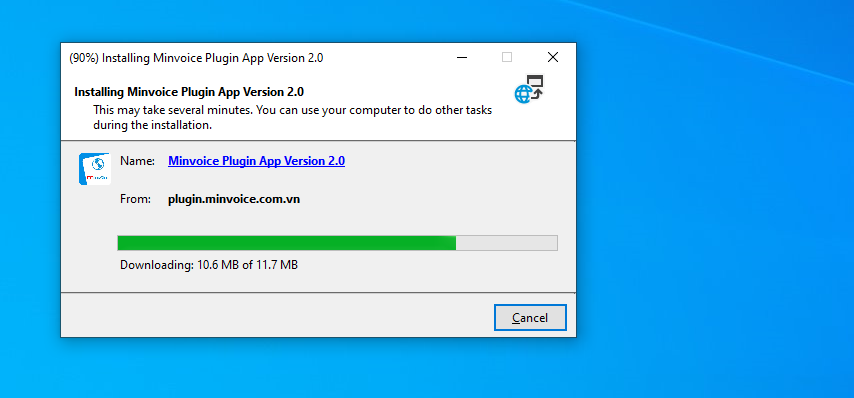 (90%) Installing Minvoice Plugin App Version 2.0
Installing Minvoice Plugin App Version 2.0
This may take several minutes. You can use your computer to do other tasks
during the installation.
Name: Minvoice Plugin App Version 2.0
From: plugin.minvoice.com.vn
Downloading: 10.6 MB of 11.7 MB
Cancel